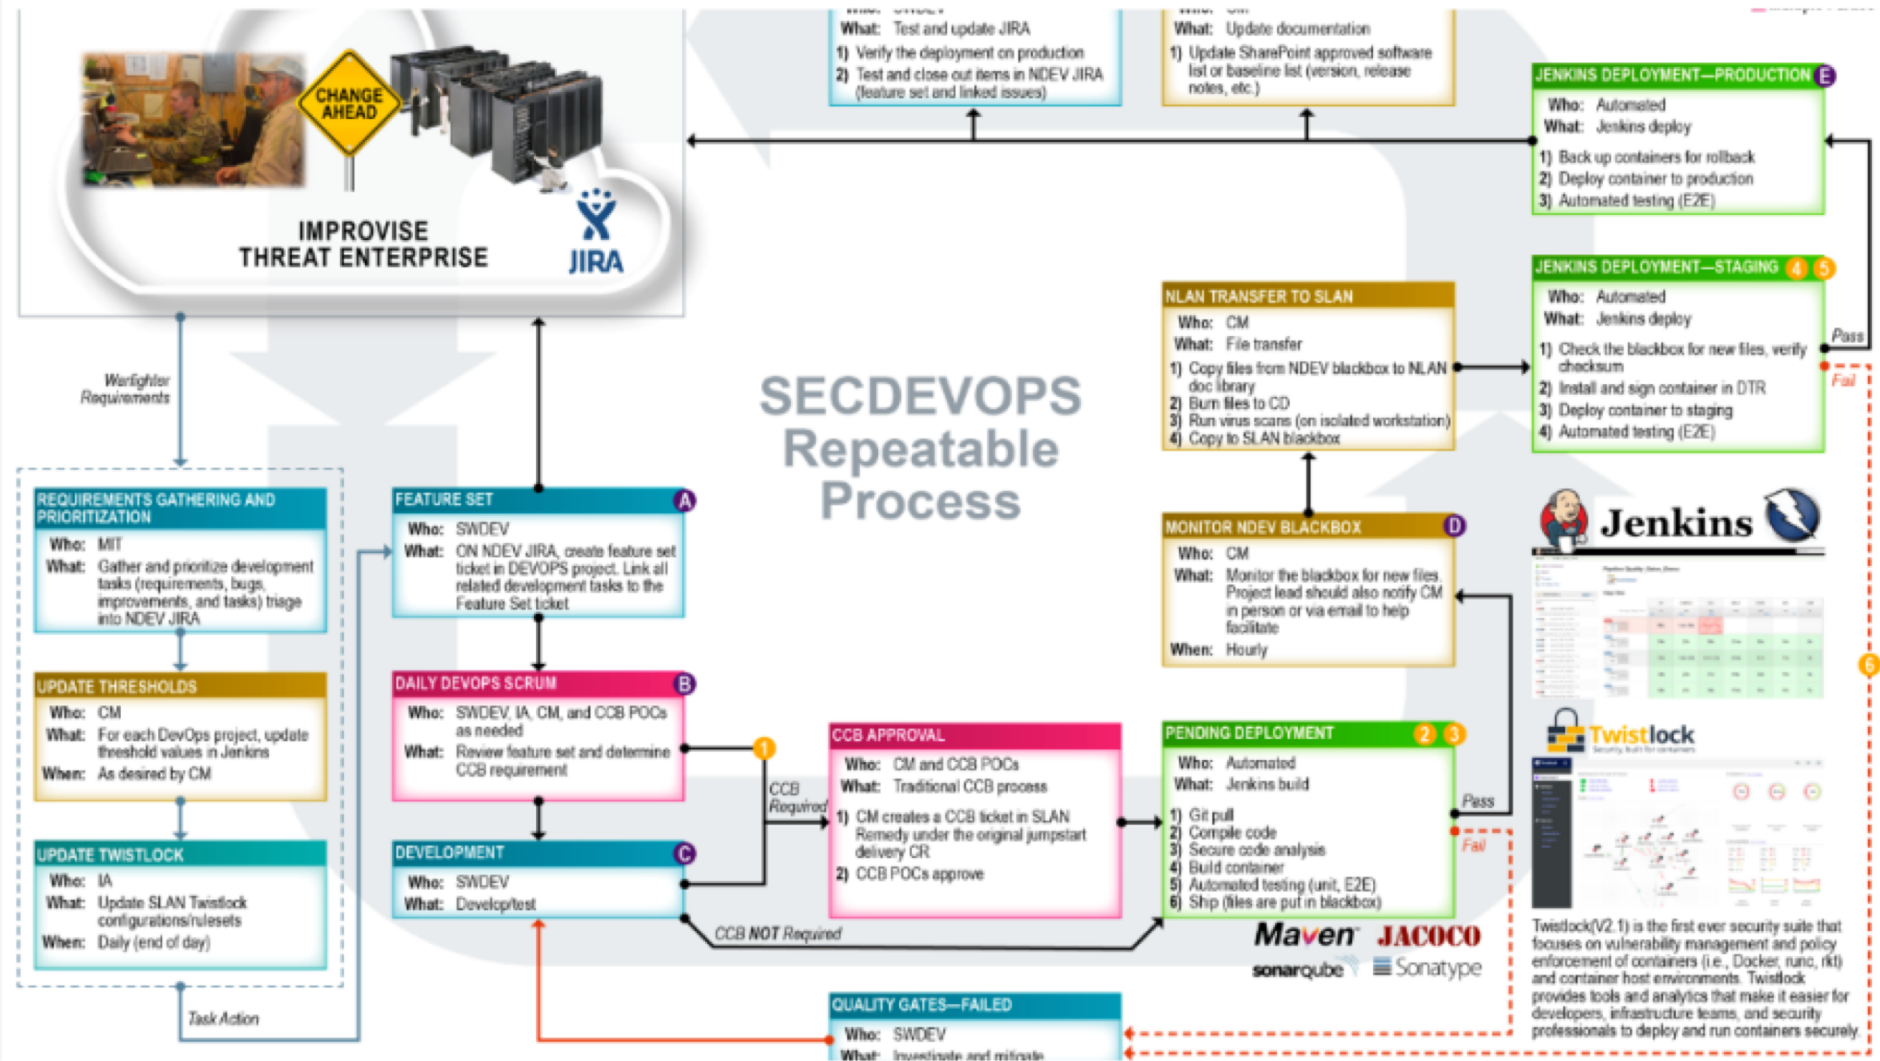 What: Test and update JIRA
1) Verify the deployment on production
2) Test and close out items in NDEV JIRA
(feature set and linked issues)
What: Update documentation
1) Update SharePoint approved software
list or baseline list (version, release
notes, etc.)
JENKINS DEPLOYMENT—PRODUCTION E
Who: Automated
What: Jenkins deploy
1) Back up containers for rollback
2) Deploy container to production
3) Automated testing (E2E)
CHANGE
AHEAD
IMPROVISE
THREAT ENTERPRISE
JIRA
JENKINS DEPLOYMENT—STAGING 4 5
Who: Automated
What: Jenkins deploy
1) Check the blackbox for new files, verify
checksum
2) Install and sign container in DTR
3) Deploy container to staging
4) Automated testing (E2E)
Pass
Fail
NLAN TRANSFER TO SLAN
Who: CM
What: File transfer
1) Copy files from NDEV blackbox to NLAN
doc library
2) Burn files to CD
3) Run virus scans (on isolated workstation)
4) Copy to SLAN blackbox
Warfighter
Requirements
SECDEVOPS
Repeatable
Process
REQUIREMENTS GATHERING AND
PRIORITIZATION
Who: MIT
What: Gather and prioritize development
tasks (requirements, bugs,
improvements, and tasks) triage
into NDEV JIRA
FEATURE SET A
Who: SWDEV
What: ON NDEV JIRA, create feature set
ticket in DEVOPS project. Link all
related development tasks to the
Feature Set ticket
MONITOR NDEV BLACKBOX D
Who: CM
What: Monitor the blackbox for new files.
Project lead should also notify CM
in person or via email to help
facilitate
When: Hourly
Jenkins
6
UPDATE THRESHOLDS
Who: CM
What: For each DevOps project, update
threshold values in Jenkins
When: As desired by CM
DAILY DEVOPS SCRUM B
Who: SWDEV, IA, CM, and CCB POCs
as needed
What: Review feature set and determine
CCB requirement
1
CCB
Required
CCB APPROVAL
Who: CM and CCB POCs
What: Traditional CCB process
1) CM creates a CCB ticket in SLAN
Remedy under the original jumpstart
delivery CR
2) CCB POCs approve
PENDING DEPLOYMENT 2 3
Who: Automated
What: Jenkins build
1) Git pull
2) Compile code
3) Secure code analysis
4) Build container
5) Automated testing (unit, E2E)
6) Ship (files are put in blackbox)
Pass
Fail
Twistlock
Security, built for containers
UPDATE TWISTLOCK
Who: IA
What: Update SLAN Twistlock
configurations/rulesets
When: Daily (end of day)
DEVELOPMENT C
Who: SWDEV
What: Develop/test
CCB NOT Required
Maven JACOCO
sonarqube Sonatype
Twistlock(V2.1) is the first ever security suite that
focuses on vulnerability management and policy
enforcement of containers (i.e., Docker, runc, rkt)
and container host environments. Twistlock
provides tools and analytics that make it easier for
developers, infrastructure teams, and security
professionals to deploy and run containers securely.
Task Action
QUALITY GATES—FAILED
Who: SWDEV
What: Investigate and mitigate